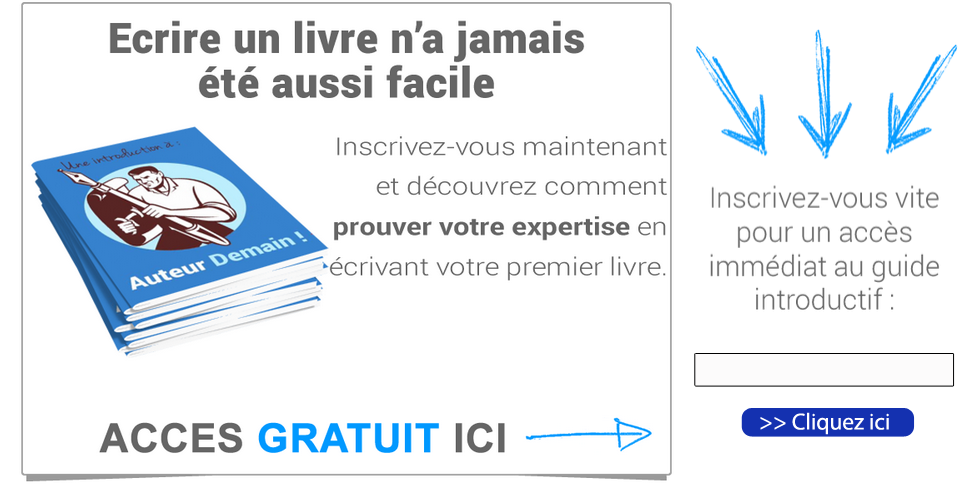 Ecrire un livre n'a jamais
été aussi facile
Une introduction à :
Auteur Demain !
Inscrivez-vous maintenant
et découvrez comment
prouver votre expertise en
écrivant votre premier livre.
ACCES GRATUIT ICI
Inscrivez-vous vite
pour un accès
immédiat au guide
introductif :
>> Cliquez ici